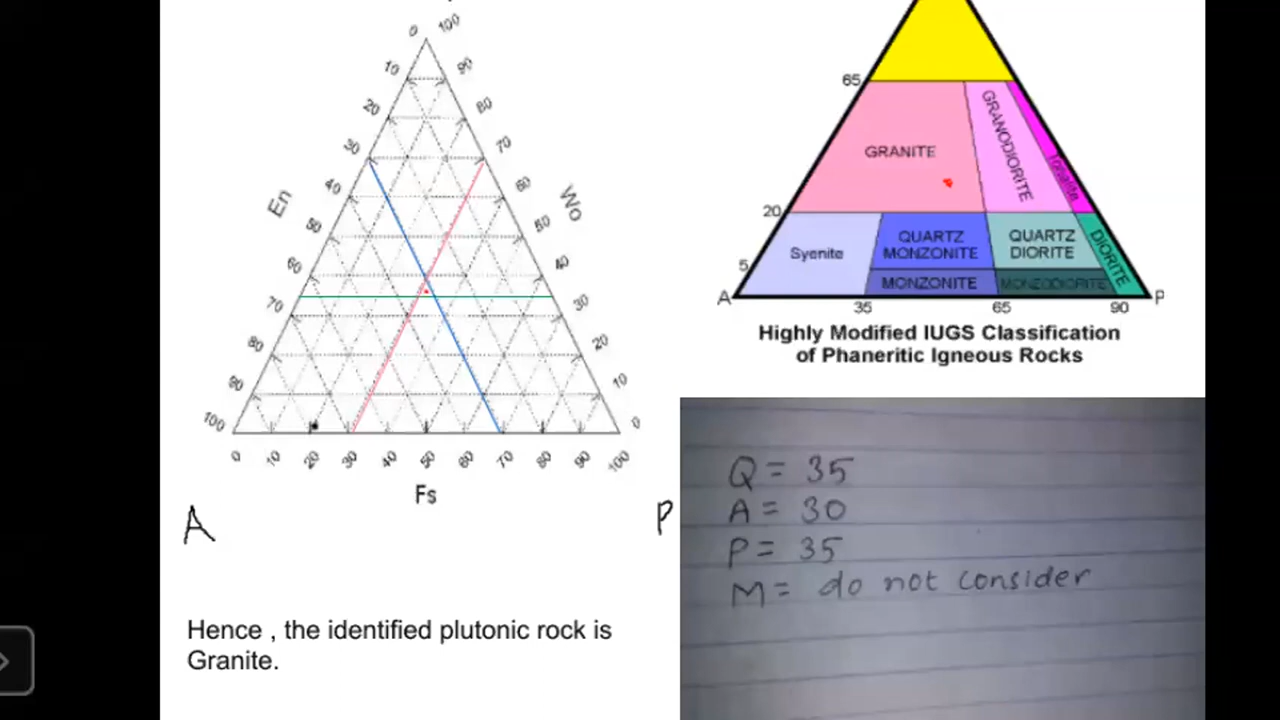 0 100
10 90
20 80
30 70
40 60
50 50
60 40
70 30
80 20
90 10
100 0
En
Wo
0 10 20 30 40 50 60 70 80 90 100
Fs
A P
Hence , the identified plutonic rock is
Granite.
65
GRANITE
GRANODIORITE
Tonalite
20
Syenite
QUARTZ
MONZONITE
QUARTZ
DIORITE
DIORITE
5
MONZONITE
MONZODIORITE
A P
35 65 90
Highly Modified IUGS Classification
of Phaneritic Igneous Rocks
Q = 35
A = 30
P = 35
M = do not consider